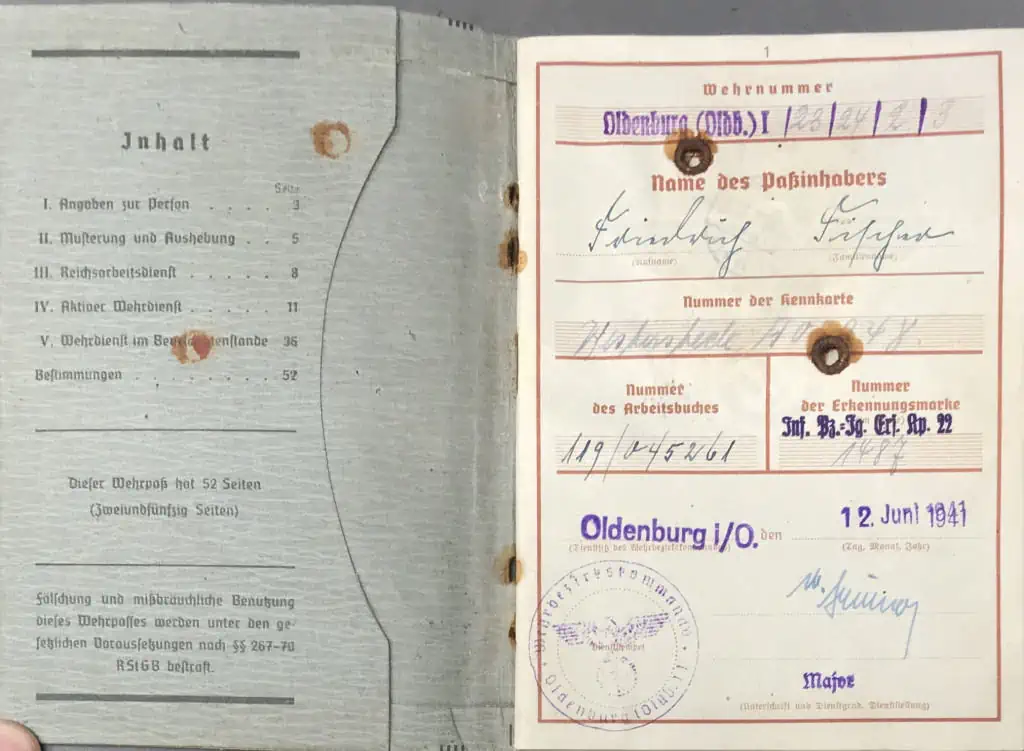 Inhalt
Seite
I. Angaben zur Person . . . . 3
II. Musterung und Aushebung . . 5
III. Reichsarbeitsdienst . . . . . 8
IV. Aktiver Wehrdienst . . . . . 11
V. Wehrdienst im Beurlaubtenstande 36
Bestimmungen . . . . . . . 52
Dieser Wehrpaß hat 52 Seiten
(Zweiundfünfzig Seiten)
Fälschung und mißbräuchliche Benutzung
dieses Wehrpasses werden unter den ge-
setzlichen Voraussetzungen nach §§ 267-70
RStGB bestraft.
1
Wehrnummer
Oldenburg (Oldb.) I /23/24/2/3
Name des Paßinhabers
Friedrich Fischer
(Rufname) (Familienname)
Nummer der Kennkarte
Nummer
des Arbeitsbuches
119/045261
Nummer
der Erkennungsmarke
Inf. Pz.=Jg. Ers. Kp. 22
1487
Oldenburg i/O. den 12. Juni 1941
(Dienstsitz des Wehrbezirkskommandos) (Tag, Monat, Jahr)
Wehrbezirkskommando Oldenburg (Oldb.) I
(Dienststempel)
Major
(Unterschrift und Dienstgrad, Dienststellung)